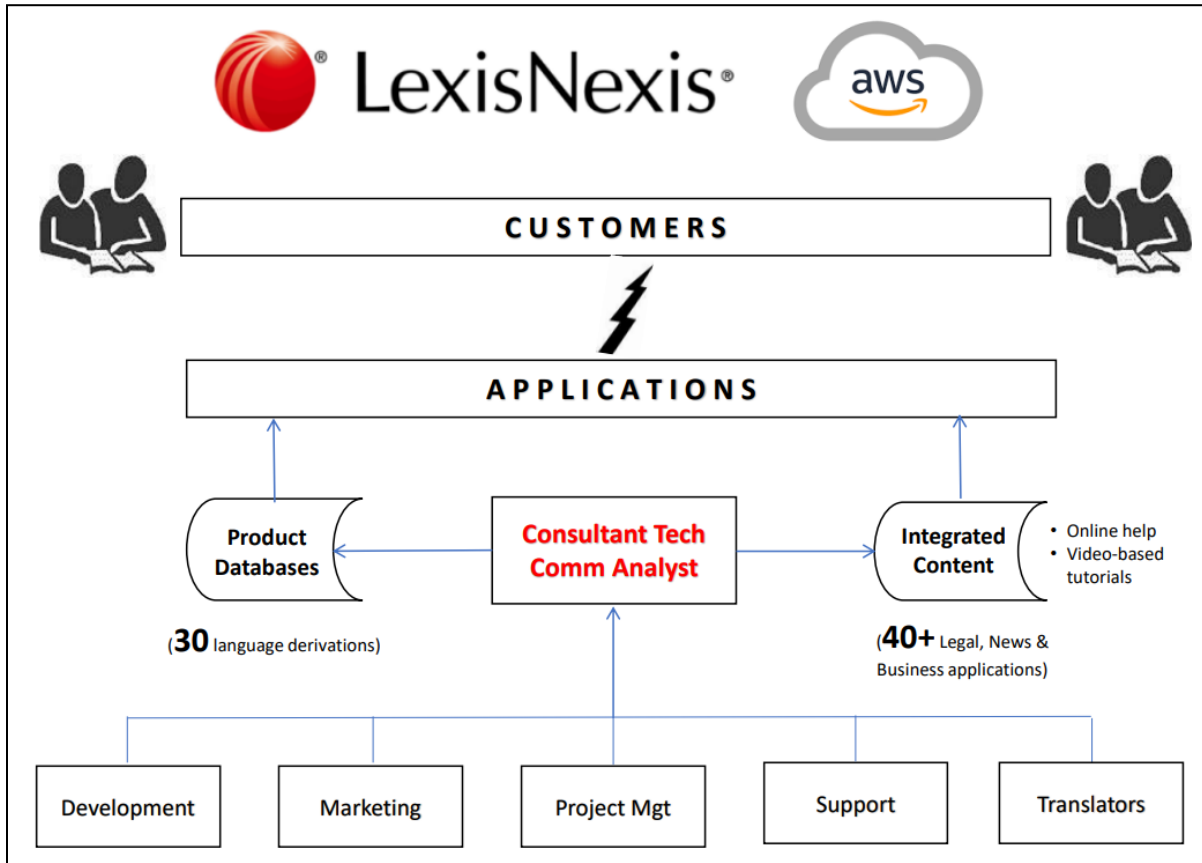 LexisNexis®
aws
CUSTOMERS
APPLICATIONS
Product
Databases
Consultant Tech
Comm Analyst
Integrated
Content
• Online help
• Video-based
tutorials
(30 language derivations)
(40+ Legal, News &
Business applications)
Development
Marketing
Project Mgt
Support
Translators